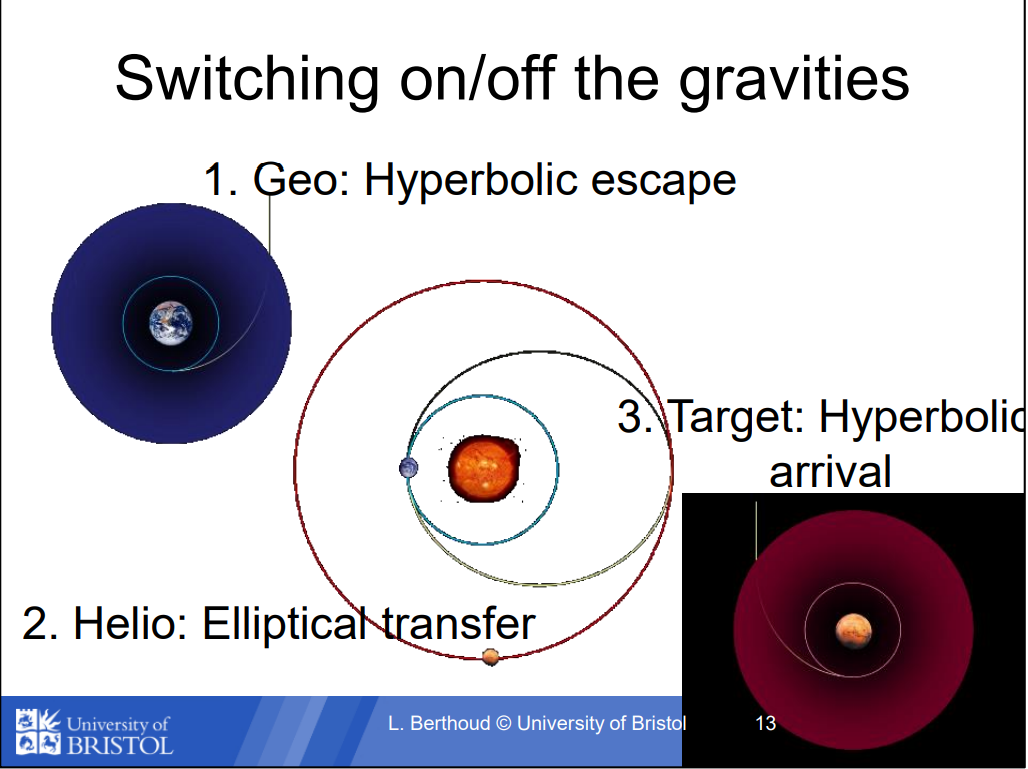 Switching on/off the gravities
1. Geo: Hyperbolic escape
3. Target: Hyperbolic
arrival
2. Helio: Elliptical transfer
University of
BRISTOL
L. Berthoud © University of Bristol
13